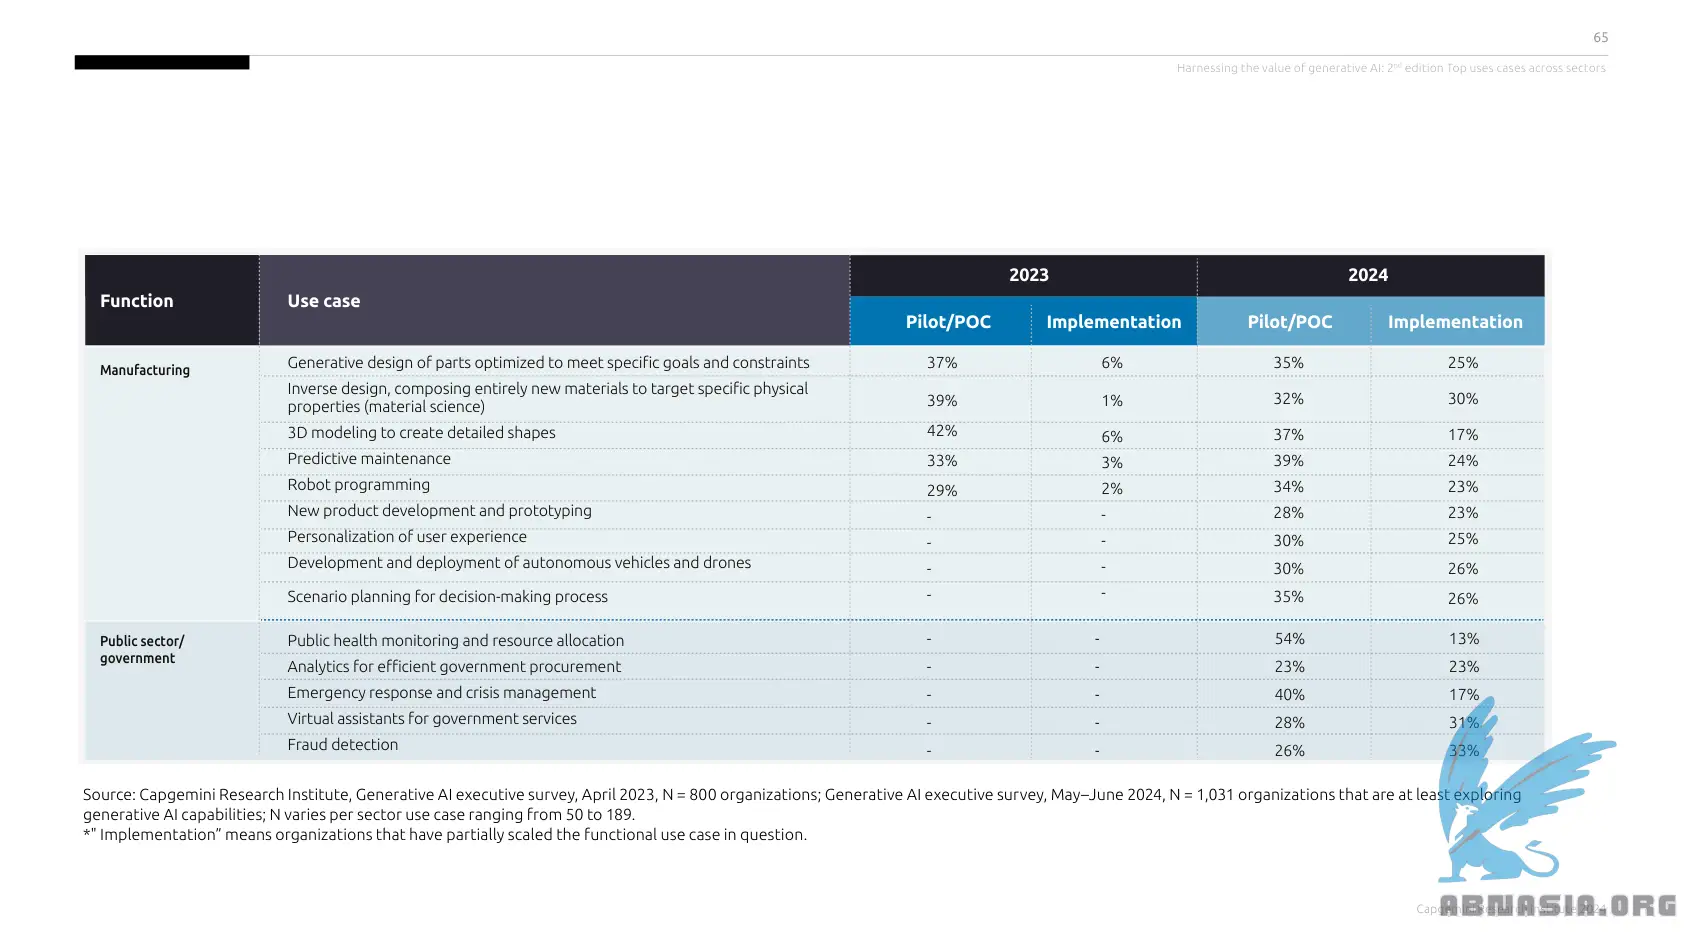 65
Harnessing the value of generative AI: 2nd edition Top uses cases across sectors
Function Use case 2023 2024
Pilot/POC Implementation Pilot/POC Implementation
Manufacturing Generative design of parts optimized to meet specific goals and constraints 37% 6% 35% 25%
Inverse design, composing entirely new materials to target specific physical
properties (material science) 39% 1% 32% 30%
3D modeling to create detailed shapes 42% 6% 37% 17%
Predictive maintenance 33% 3% 39% 24%
Robot programming 29% 2% 34% 23%
New product development and prototyping - - 28% 23%
Personalization of user experience - - 30% 25%
Development and deployment of autonomous vehicles and drones - - 30% 26%
Scenario planning for decision-making process - - 35% 26%
Public sector/
government
Public health monitoring and resource allocation - - 54% 13%
Analytics for efficient government procurement - - 23% 23%
Emergency response and crisis management - - 40% 17%
Virtual assistants for government services - - 28% 31%
Fraud detection - - 26% 33%
Source: Capgemini Research Institute, Generative AI executive survey, April 2023, N = 800 organizations; Generative AI executive survey, May–June 2024, N = 1,031 organizations that are at least exploring
generative AI capabilities; N varies per sector use case ranging from 50 to 189.
*" Implementation” means organizations that have partially scaled the functional use case in question.
Capgemini Research Institute 2024
ABNASIA.ORG